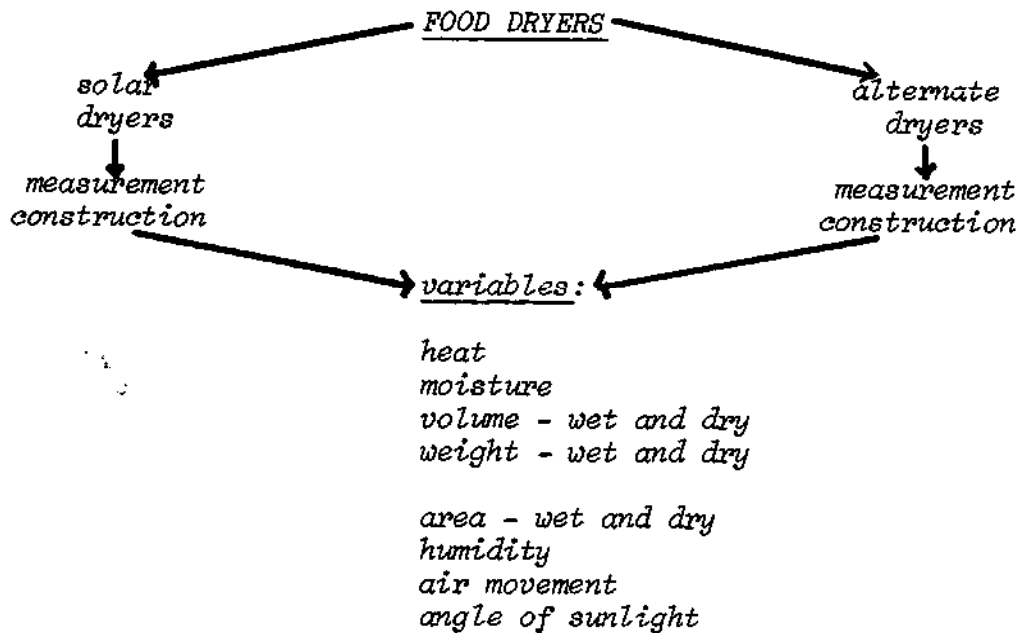 FOOD DRYERS
solar
dryers
alternate
dryers
measurement
construction
measurement
construction
variables:
heat
moisture
volume - wet and dry
weight - wet and dry
area - wet and dry
humidity
air movement
angle of sunlight